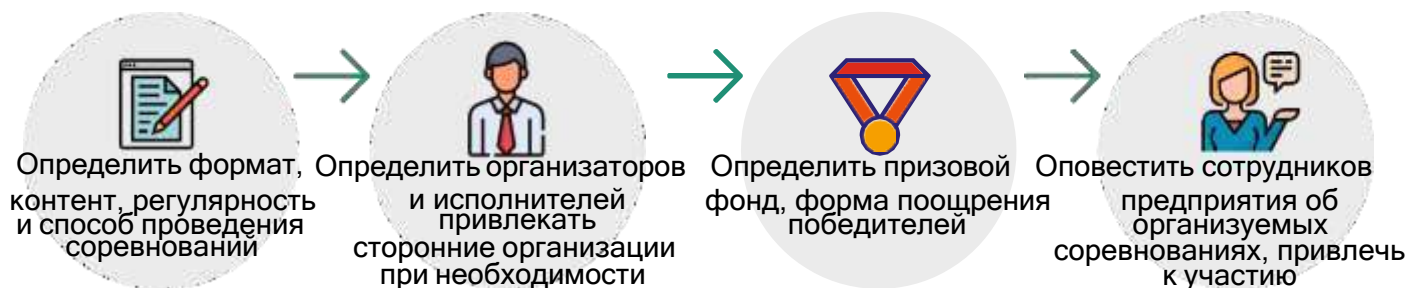 Определить формат,
контент, регулярность
и способ проведения
соревнований
Определить организаторов
и исполнителей
привлекать
сторонние организации
при необходимости
Определить призовой
фонд, форма поощрения
победителей
Оповестить сотрудников
предприятия об
организуемых
соревнованиях, привлечь
к участию